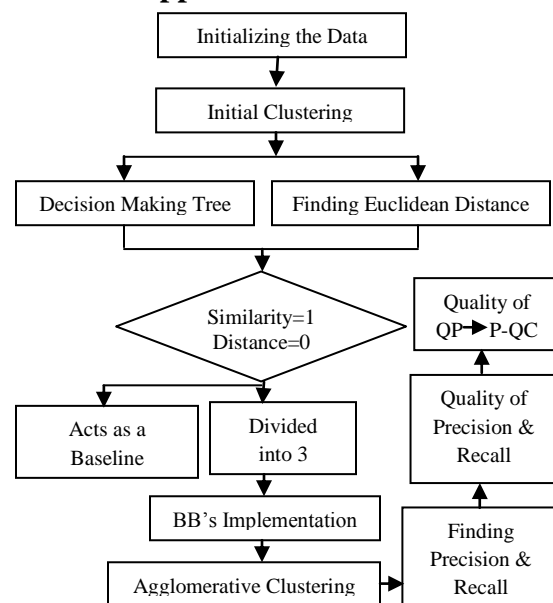 Initializing the Data
Initial Clustering
Decision Making Tree
Finding Euclidean Distance
Similarity=1
Distance=0
Quality of
QP P-QC
Acts as a
Baseline
Divided
into 3
Quality of
Precision &
Recall
BB's Implementation
Agglomerative Clustering
Finding
Precision &
Recall